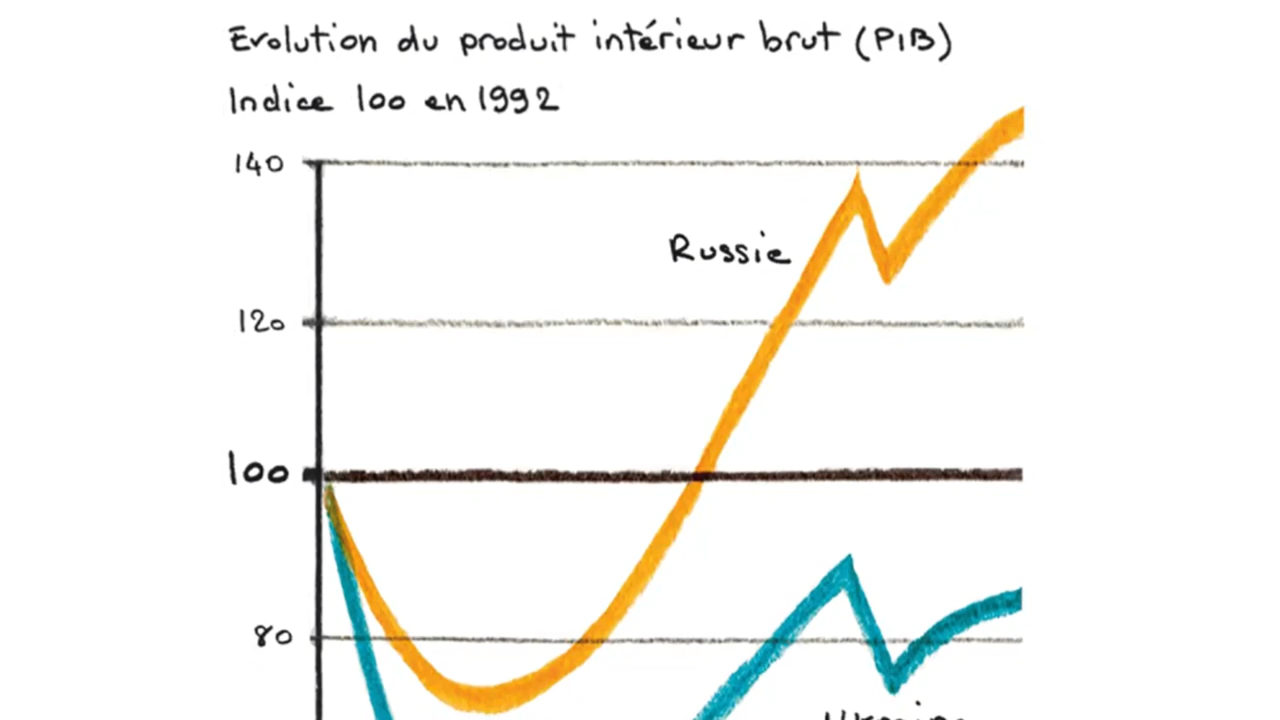 Evolution du produit intérieur brut (PIB)
Indice 100 en 1992
140
Russie
120
100
80